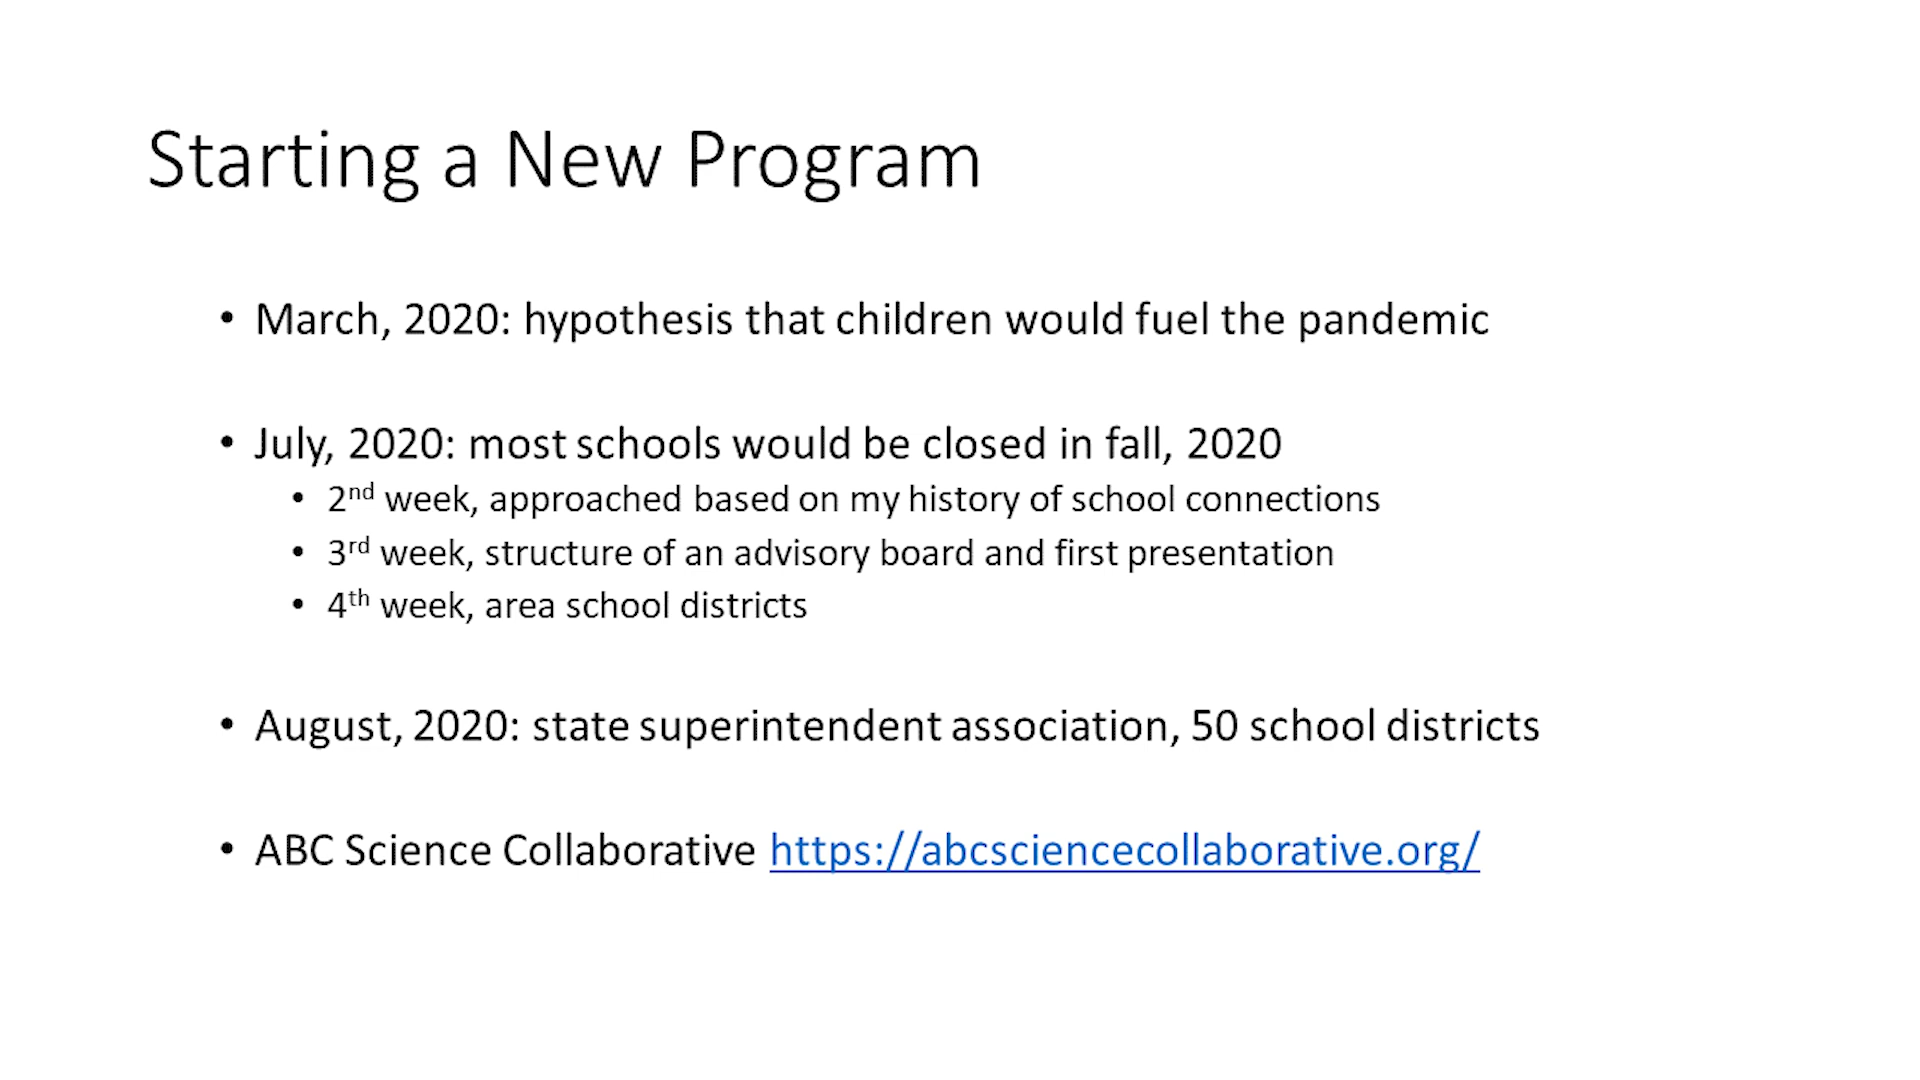 Starting a New Program
• March, 2020: hypothesis that children would fuel the pandemic
• July, 2020: most schools would be closed in fall, 2020
• 2nd week, approached based on my history of school connections
• 3rd week, structure of an advisory board and first presentation
• 4th week, area school districts
• August, 2020: state superintendent association, 50 school districts
• ABC Science Collaborative https://abcsciencecollaborative.org/